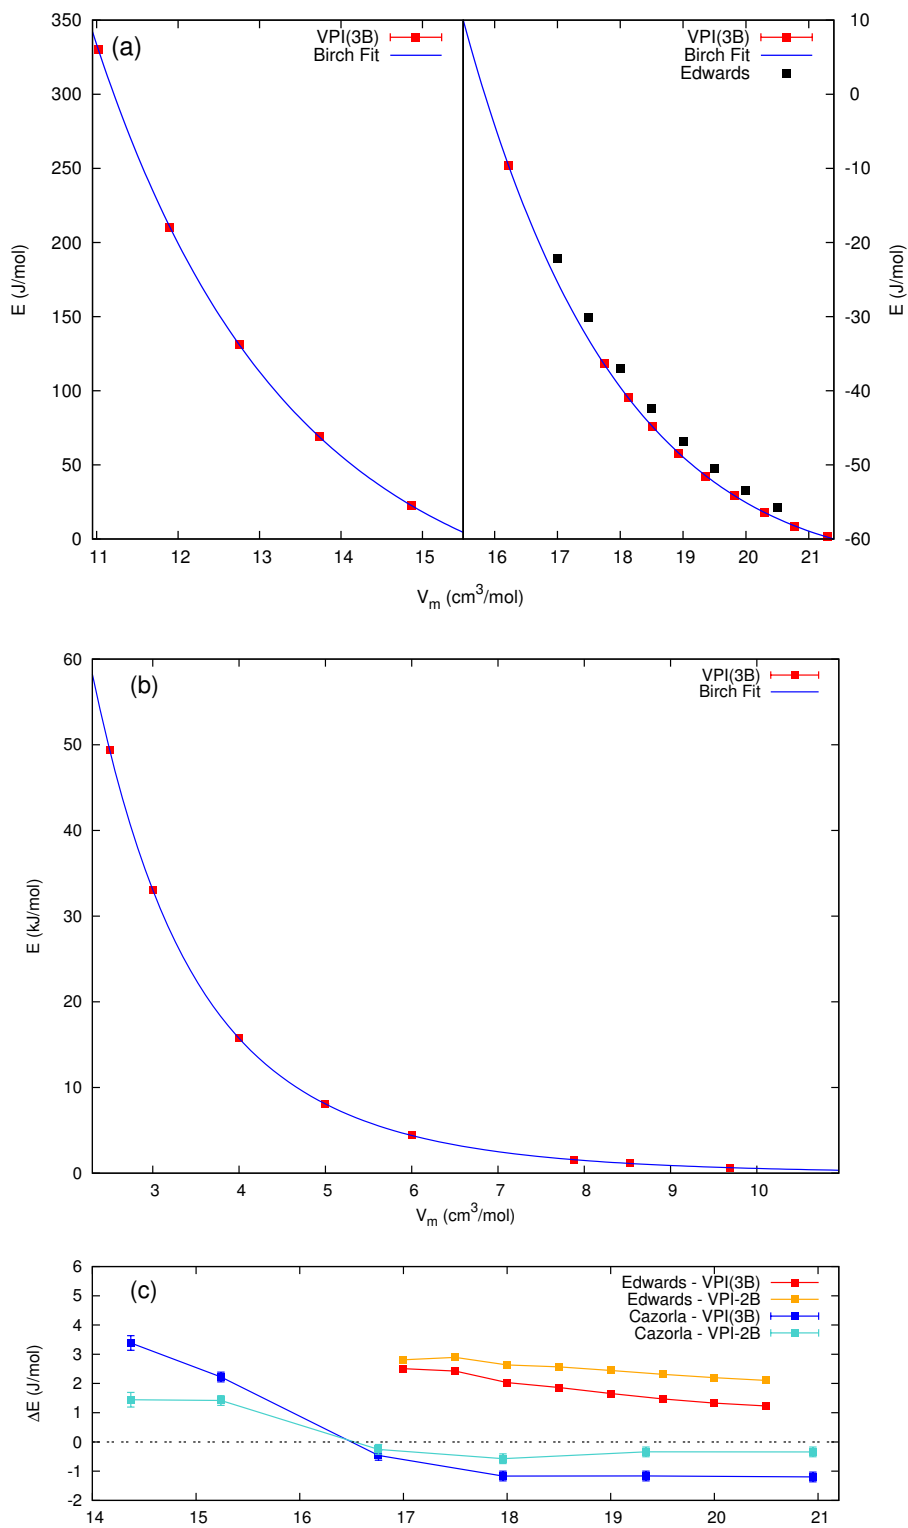 (a)
VPI(3B)
Birch Fit
VPI(3B)
Birch Fit
Edwards
350
300
250
200
150
100
50
0
10
0
-10
-20
-30
-40
-50
-60
E (J/mol)
E (J/mol)
11 12 13 14 15 16 17 18 19 20 21
V_m (cm^3/mol)
(b)
VPI(3B)
Birch Fit
60
50
40
30
20
10
0
E (kJ/mol)
3 4 5 6 7 8 9 10
V_m (cm^3/mol)
(c)
Edwards - VPI(3B)
Edwards - VPI-2B
Cazorla - VPI(3B)
Cazorla - VPI-2B
6
5
4
3
2
1
0
-1
-2
ΔE (J/mol)
14 15 16 17 18 19 20 21